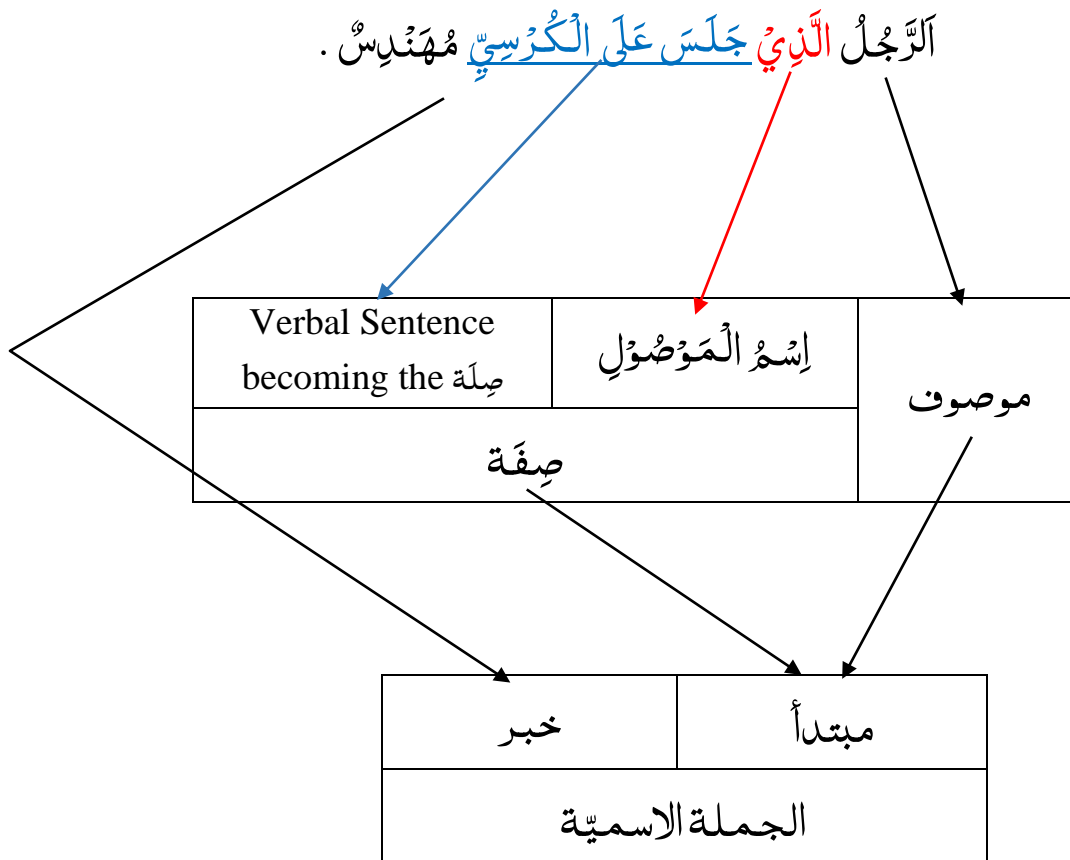 اَلرَّجُلُ الَّذِيْ جَلَسَ عَلَى الْكُرْسِيِّ مُهَنْدِسٌ .
Verbal Sentence
becoming the صِلَة
اِسْمُ الْمَوْصُوْلِ
موصوف
صِفَة
مبتدأ
خبر
الجملة الاسميّة